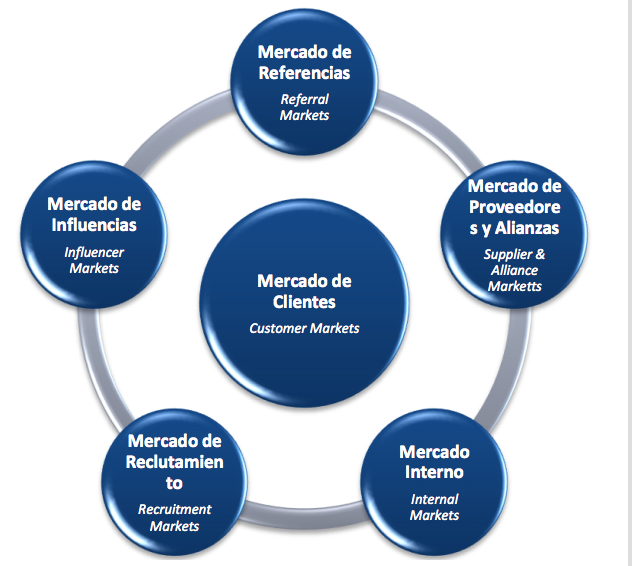 Mercado de
Referencias
Referral
Markets
Mercado de
Influencias
Influencer
Markets
Mercado de
Proveedore
s y Alianzas
Supplier &
Alliance
Marketts
Mercado de
Clientes
Customer Markets
Mercado de
Reclutamien
to
Recruitment
Markets
Mercado
Interno
Internal
Markets